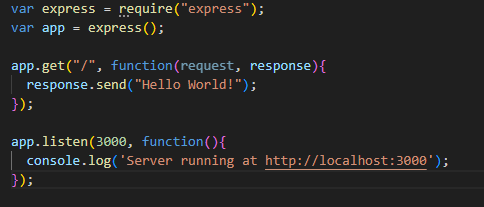 var express = require("express");
var app = express();

app.get("/", function(request, response){
  response.send("Hello World!");
});

app.listen(3000, function(){
  console.log('Server running at http://localhost:3000');
});